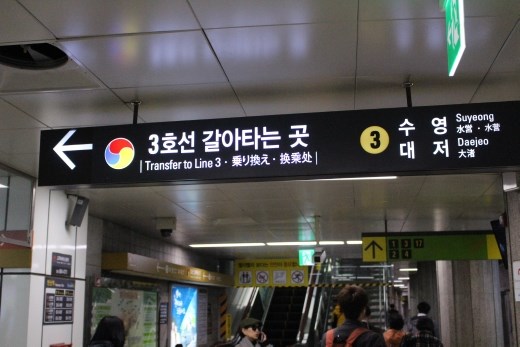 3호선 갈아타는 곳
Transfer to Line 3 · 乗り換え · 換乘处
3
수영
Suyeong
水営 · 水营
대저
Daejeo
大渚